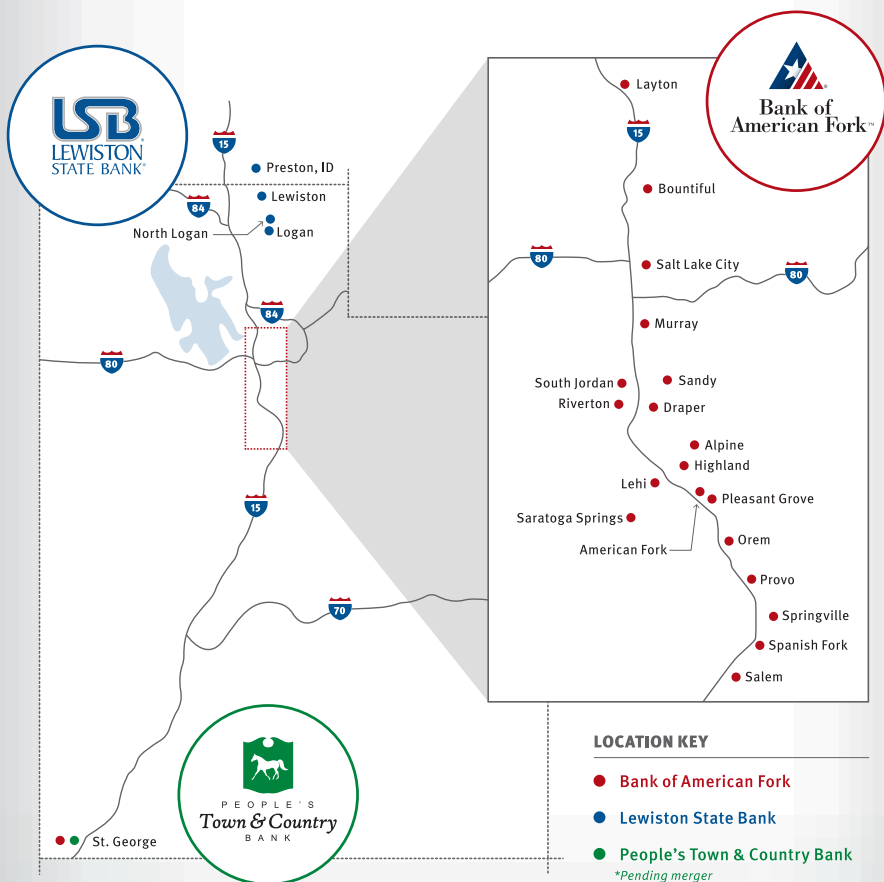 LSB
LEWISTON
STATE BANK®
Bank of
American Fork™
15
Preston, ID
84
Lewiston
North Logan
Logan
84
80
15
70
St. George
Layton
15
Bountiful
80
Salt Lake City
80
Murray
South Jordan
Sandy
Riverton
Draper
Alpine
Highland
Lehi
Pleasant Grove
Saratoga Springs
American Fork
Orem
Provo
Springville
Spanish Fork
Salem
PEOPLE'S
Town & Country
BANK
LOCATION KEY
Bank of American Fork
Lewiston State Bank
People's Town & Country Bank
*Pending merger